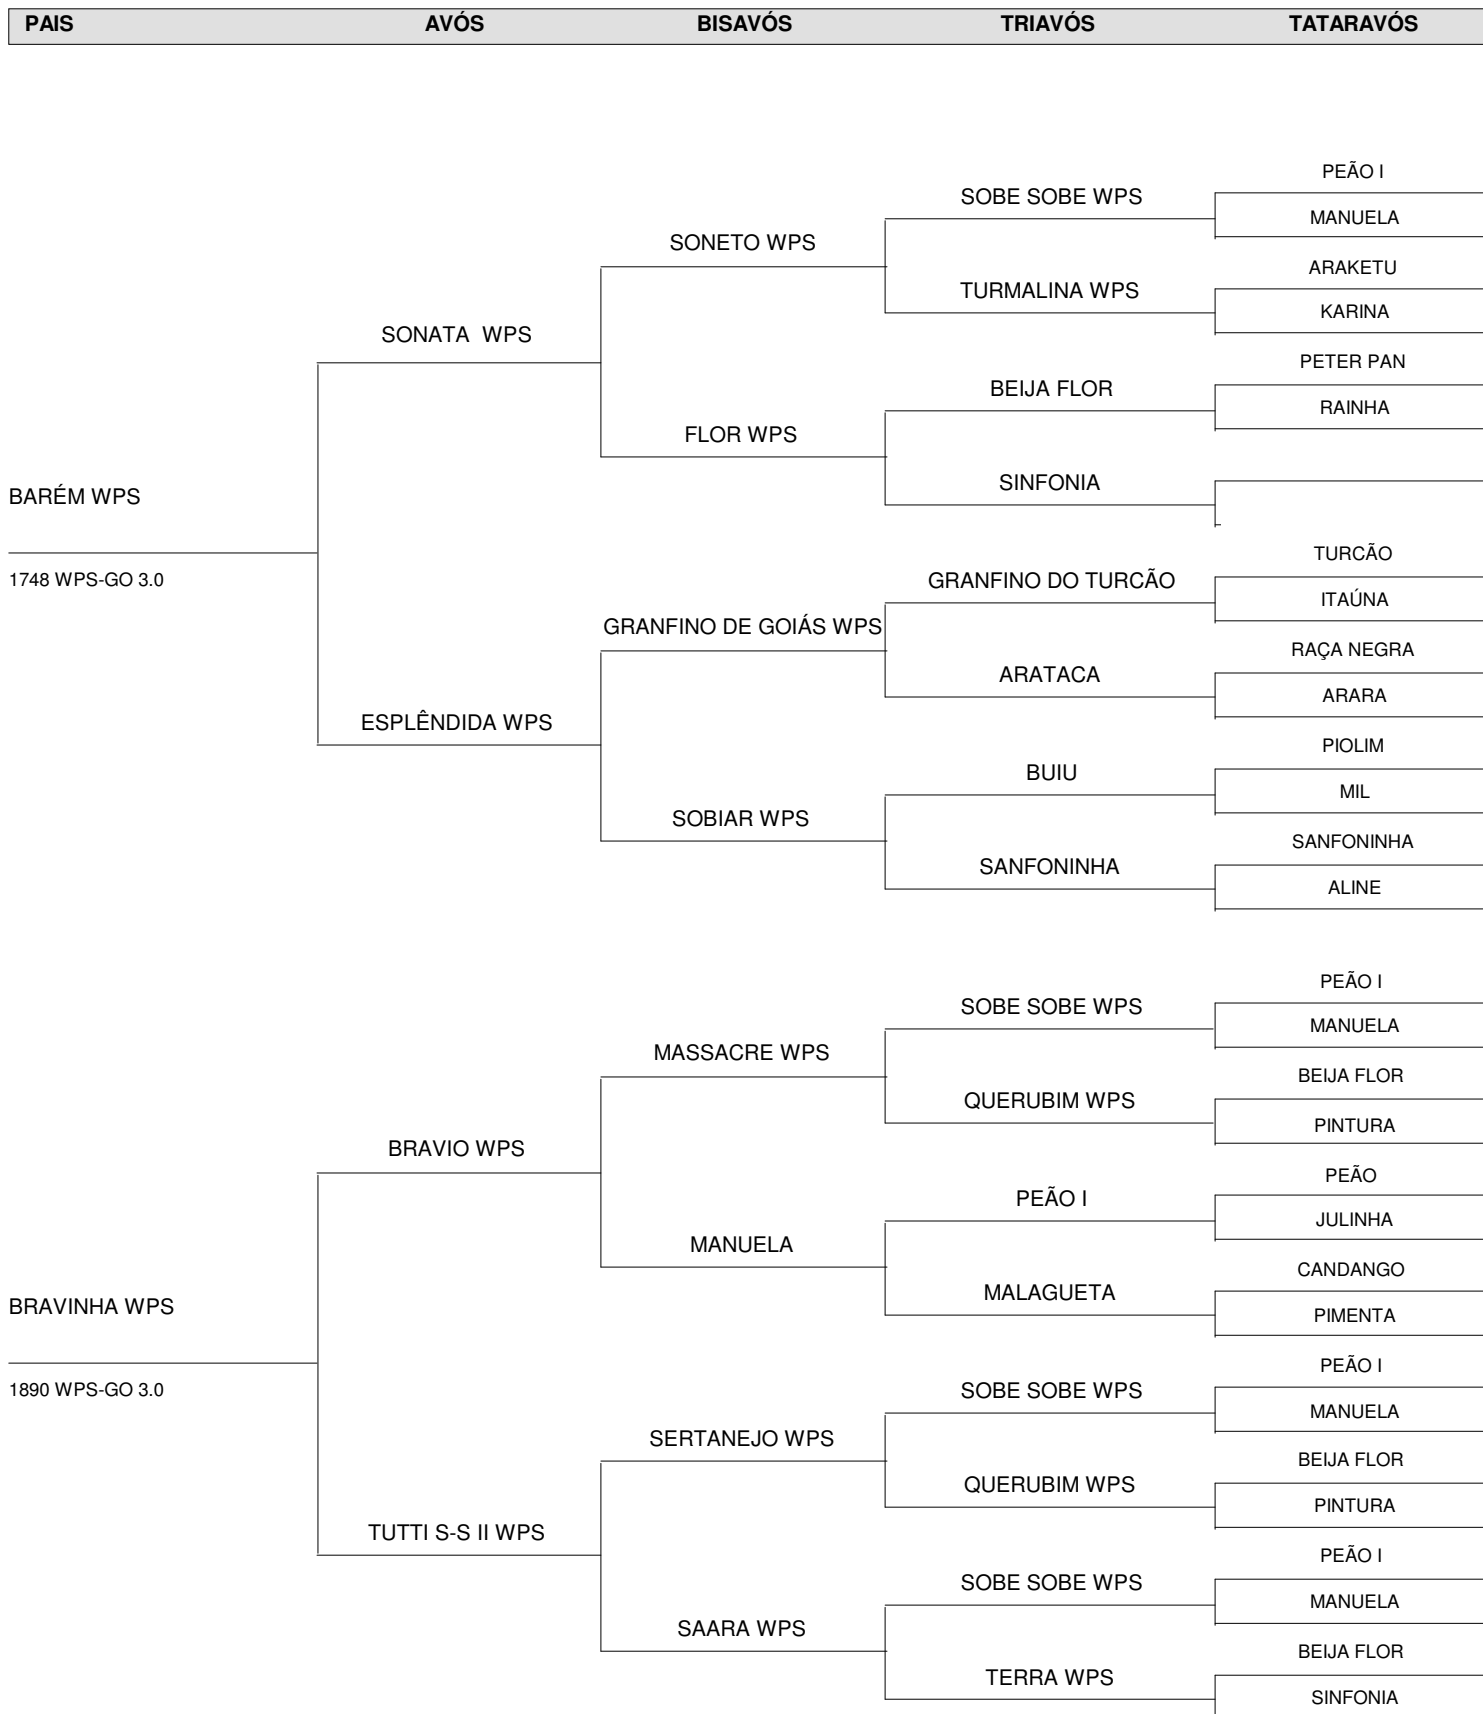 PAIS AVÓS BISAVÓS TRIAVÓS TATARAVÓS
PEÃO I
SOBE SOBE WPS
MANUELA
SONETO WPS
ARAKETU
TURMALINA WPS
KARINA
SONATA WPS
PETER PAN
BEIJA FLOR
RAINHA
FLOR WPS
SINFONIA
BARÉM WPS
TURCÃO
1748 WPS-GO 3.0
GRANFINO DO TURCÃO
ITAÚNA
GRANFINO DE GOIÁS WPS
RAÇA NEGRA
ARATACA
ARARA
ESPLÊNDIDA WPS
PIOLIM
BUIU
MIL
SOBIAR WPS
SANFONINHA
SANFONINHA
ALINE
PEÃO I
SOBE SOBE WPS
MANUELA
MASSACRE WPS
BEIJA FLOR
QUERUBIM WPS
PINTURA
BRAVIO WPS
PEÃO
PEÃO I
JULINHA
MANUELA
CANDANGO
MALAGUETA
BRAVINHA WPS
PIMENTA
PEÃO I
1890 WPS-GO 3.0
SOBE SOBE WPS
MANUELA
SERTANEJO WPS
BEIJA FLOR
QUERUBIM WPS
PINTURA
TUTTI S-S II WPS
PEÃO I
SOBE SOBE WPS
MANUELA
SAARA WPS
BEIJA FLOR
TERRA WPS
SINFONIA